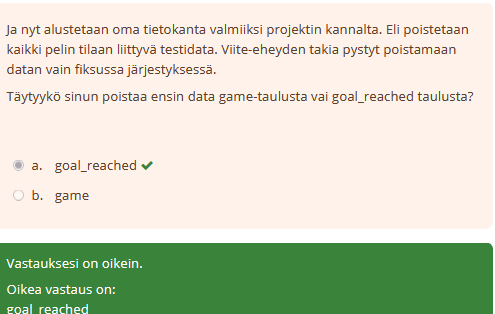 Ja nyt alustetaan oma tietokanta valmiiksi projektin kannalta. Eli poistetaan
kaikki pelin tilaan liittyvä testidata. Viite-eheyden takia pystyt poistamaan
datan vain fiksussa järjestyksessä.
Täytyykö sinun poistaa ensin data game-taulusta vai goal_reached taulusta?
a. goal_reached
b. game
Vastauksesi on oikein.
Oikea vastaus on:
goal_reached